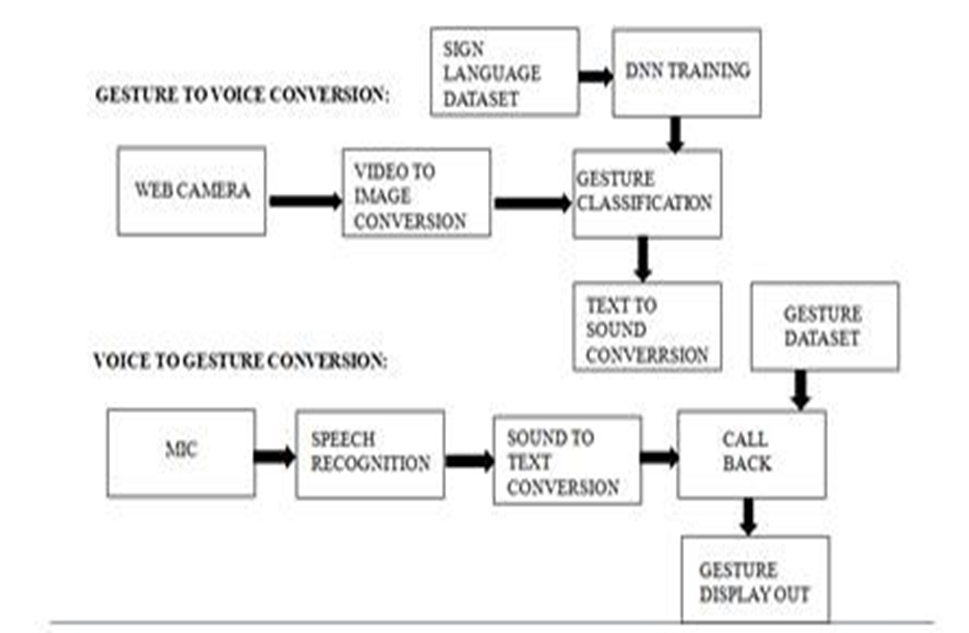 SIGN
LANGUAGE
DATASET
DNN TRAINING
GESTURE TO VOICE CONVERSION:
WEB CAMERA
VIDEO TO
IMAGE
CONVERSION
GESTURE
CLASSIFICATION
TEXT TO
SOUND
CONVERRSION
GESTURE
DATASET
VOICE TO GESTURE CONVERSION:
MIC
SPEECH
RECOGNITION
SOUND TO
TEXT
CONVERSION
CALL
BACK
GESTURE
DISPLAY OUT